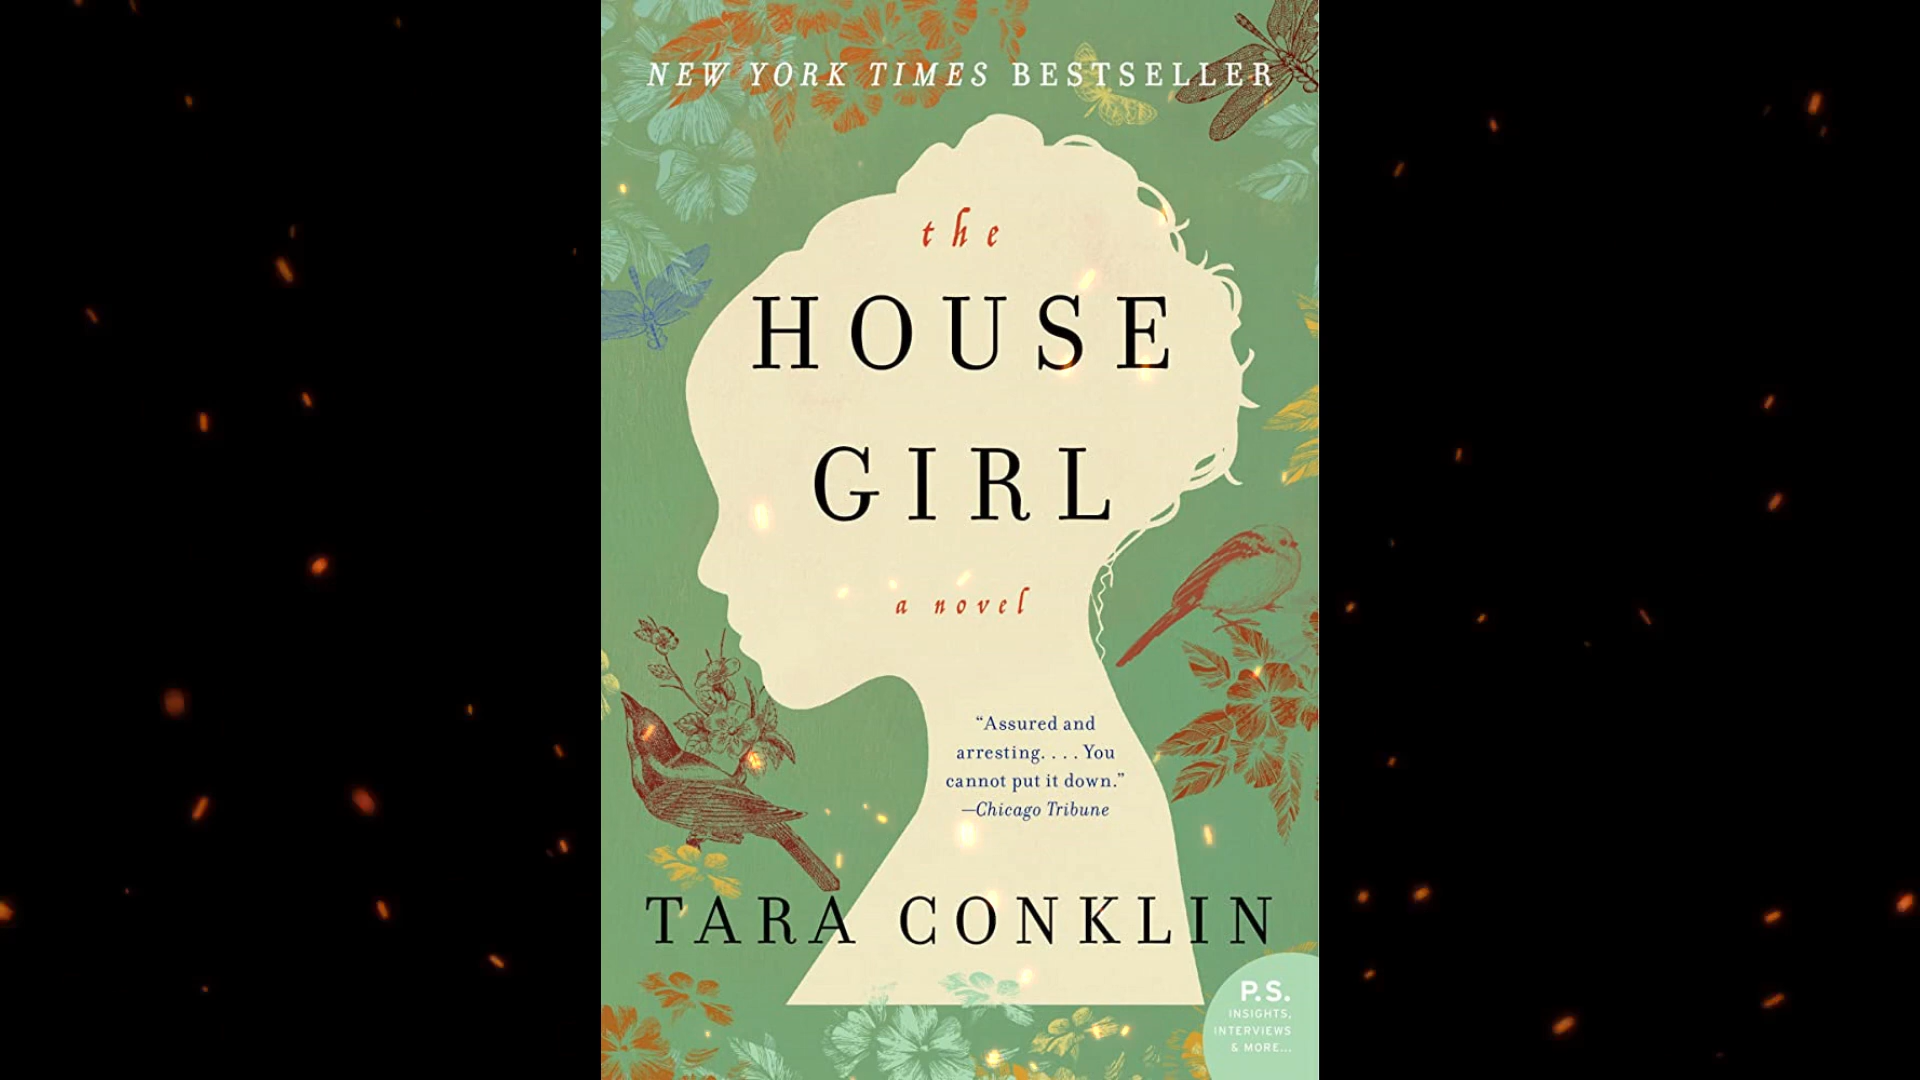 NEW YORK TIMES BESTSELLER
the
HOUSE
GIRL
a novel
“Assured and
arresting. . . . You
cannot put it down.”
—Chicago Tribune
TARA CONKLIN
P.S.
INSIGHTS,
INTERVIEWS
& MORE...